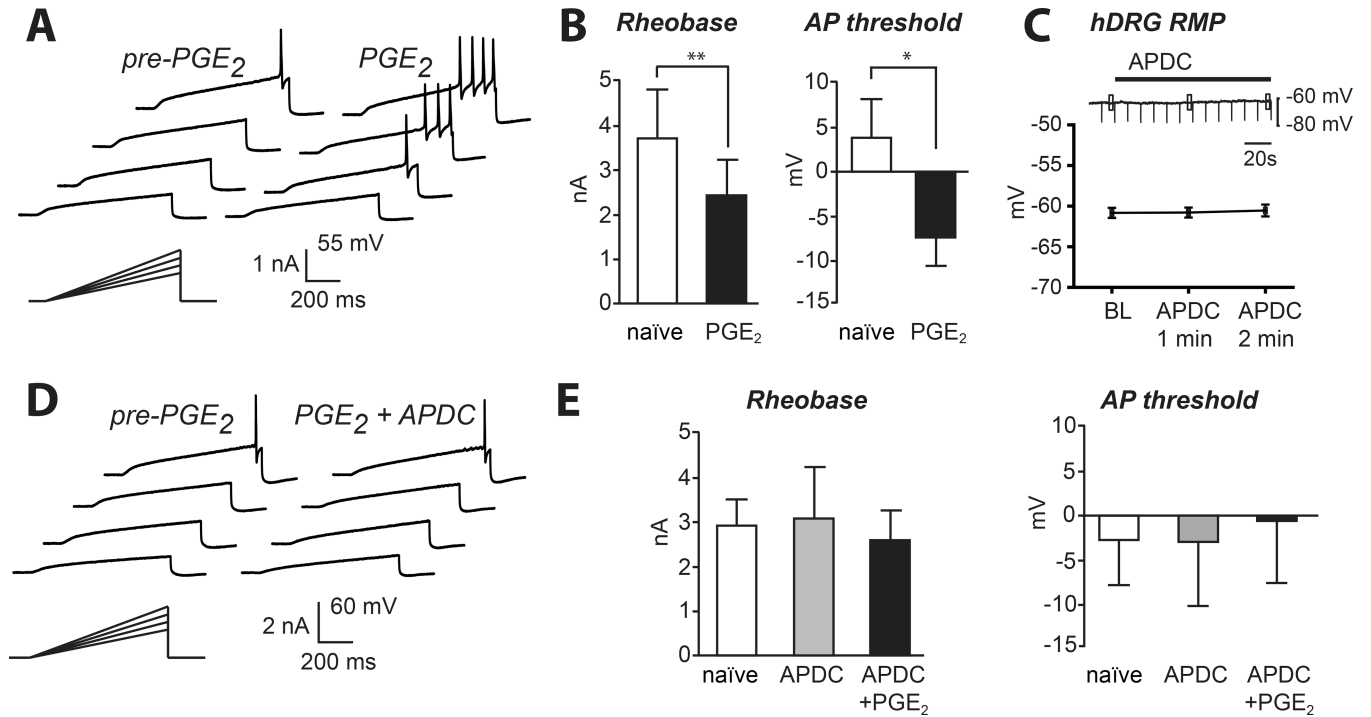 A
pre-PGE2
PGE2
55 mV
1 nA
200 ms
B
Rheobase
AP threshold
**
*
5
4
3
2
1
0
nA
10
5
0
-5
-10
-15
mV
naïve
PGE2
naïve
PGE2
C
hDRG RMP
APDC
-60 mV
-80 mV
20s
-50
-55
-60
-65
-70
mV
BL
APDC
1 min
APDC
2 min
D
pre-PGE2
PGE2 + APDC
60 mV
2 nA
200 ms
E
Rheobase
AP threshold
5
4
3
2
1
0
nA
naïve
APDC
APDC
+PGE2
10
5
0
-5
-10
-15
mV
naïve
APDC
APDC
+PGE2